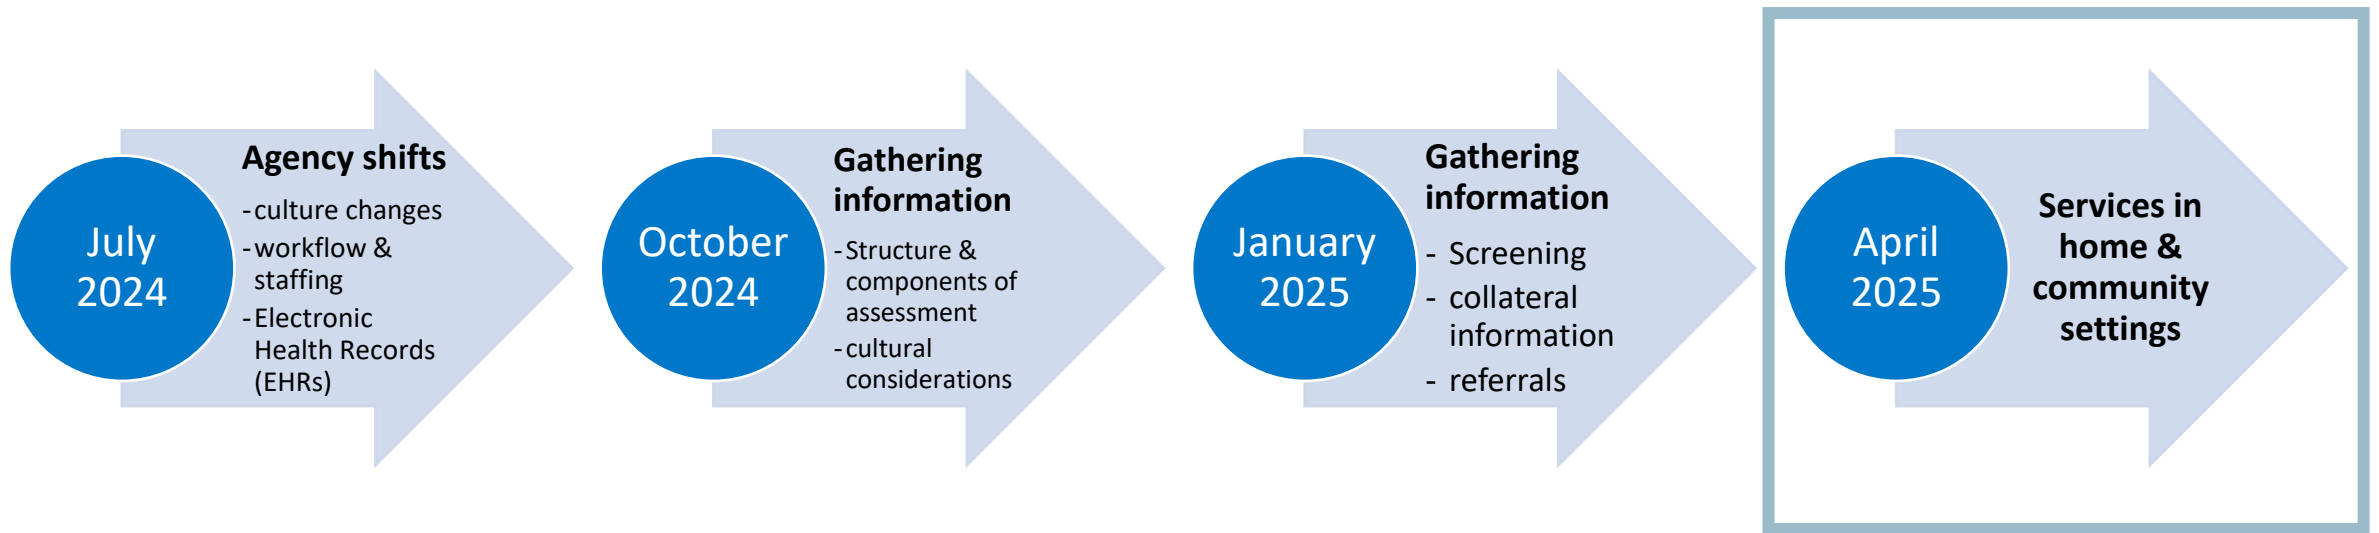 July
2024
Agency shifts
-culture changes
-workflow &
staffing
-Electronic
Health Records
(EHRs)
October
2024
Gathering
information
-Structure &
components of
assessment
-cultural
considerations
January
2025
Gathering
information
- Screening
- collateral
information
- referrals
April
2025
Services in
home &
community
settings